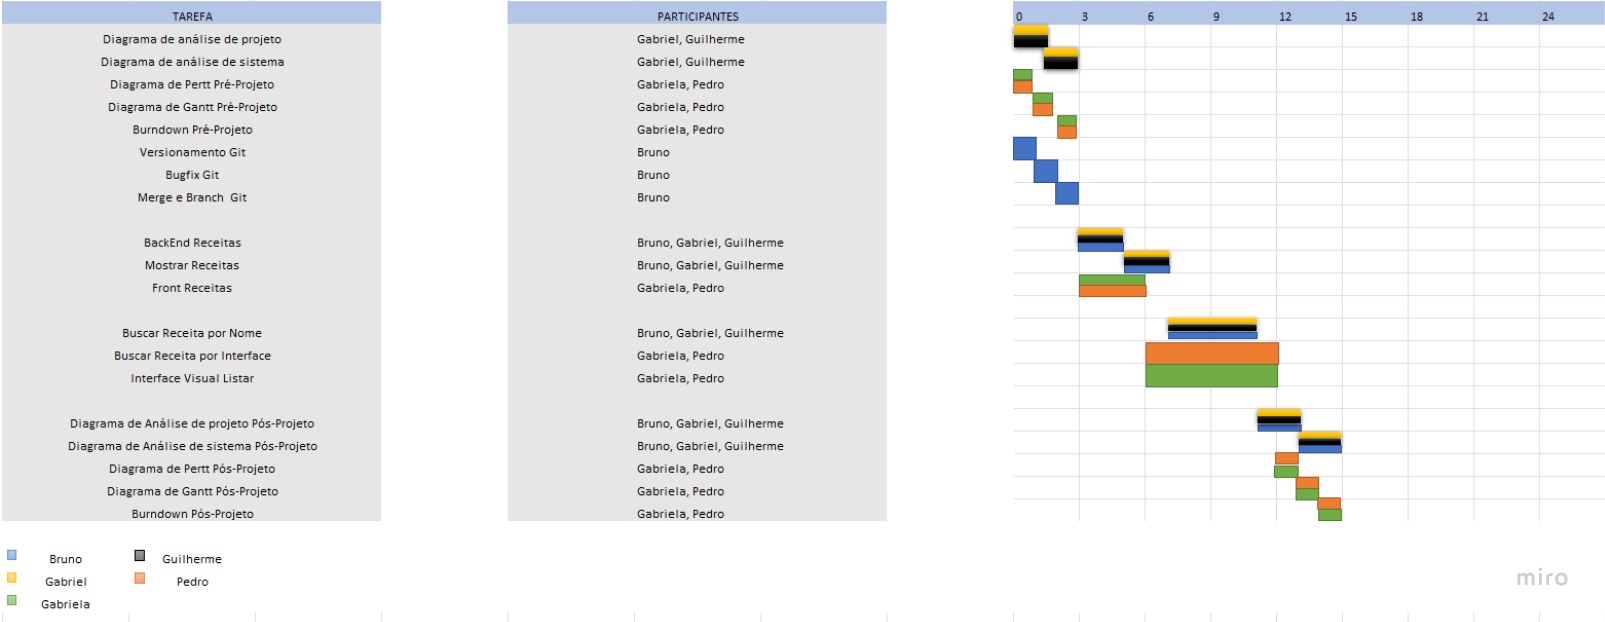 TAREFA PARTICIPANTES 0 3 6 9 12 15 18 21 24
Diagrama de análise de projeto Gabriel, Guilherme
Diagrama de análise de sistema Gabriel, Guilherme
Diagrama de Pertt Pré-Projeto Gabriela, Pedro
Diagrama de Gantt Pré-Projeto Gabriela, Pedro
Burndown Pré-Projeto Gabriela, Pedro
Versionamento Git Bruno
Bugfix Git Bruno
Merge e Branch Git Bruno
BackEnd Receitas Bruno, Gabriel, Guilherme
Mostrar Receitas Bruno, Gabriel, Guilherme
Front Receitas Gabriela, Pedro
Buscar Receita por Nome Bruno, Gabriel, Guilherme
Buscar Receita por Interface Gabriela, Pedro
Interface Visual Listar Gabriela, Pedro
Diagrama de Análise de projeto Pós-Projeto Bruno, Gabriel, Guilherme
Diagrama de Análise de sistema Pós-Projeto Bruno, Gabriel, Guilherme
Diagrama de Pertt Pós-Projeto Gabriela, Pedro
Diagrama de Gantt Pós-Projeto Gabriela, Pedro
Burndown Pós-Projeto Gabriela, Pedro
Bruno Guilherme
Gabriel Pedro
Gabriela
miro